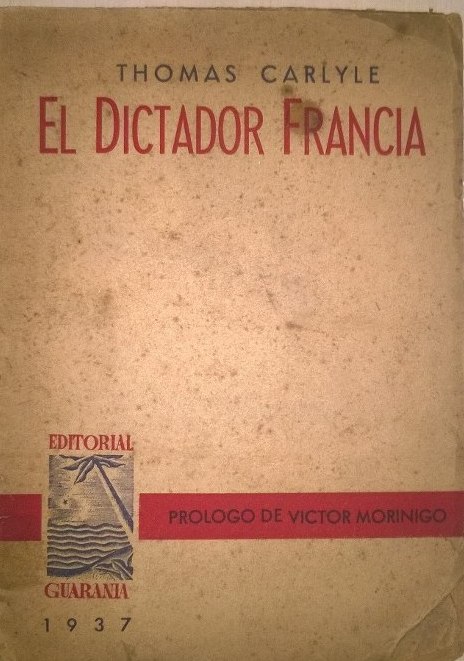 THOMAS CARLYLE
EL DICTADOR FRANCIA
EDITORIAL
PROLOGO DE VICTOR MORINIGO
GUARANIA
1937